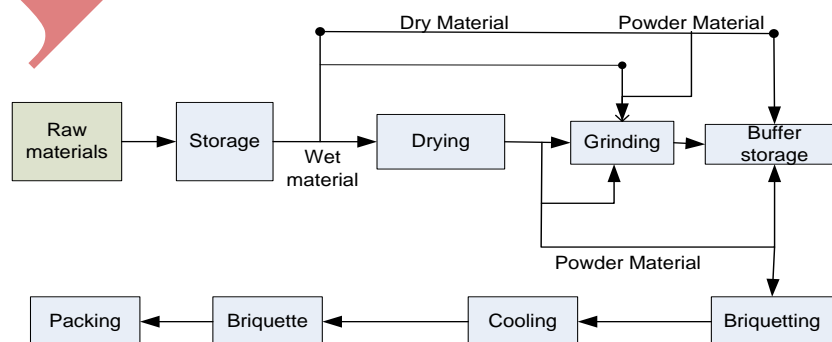 Dry Material
Powder Material
Raw
materials
Storage
Wet
material
Drying
Grinding
Buffer
storage
Powder Material
Packing
Briquette
Cooling
Briquetting